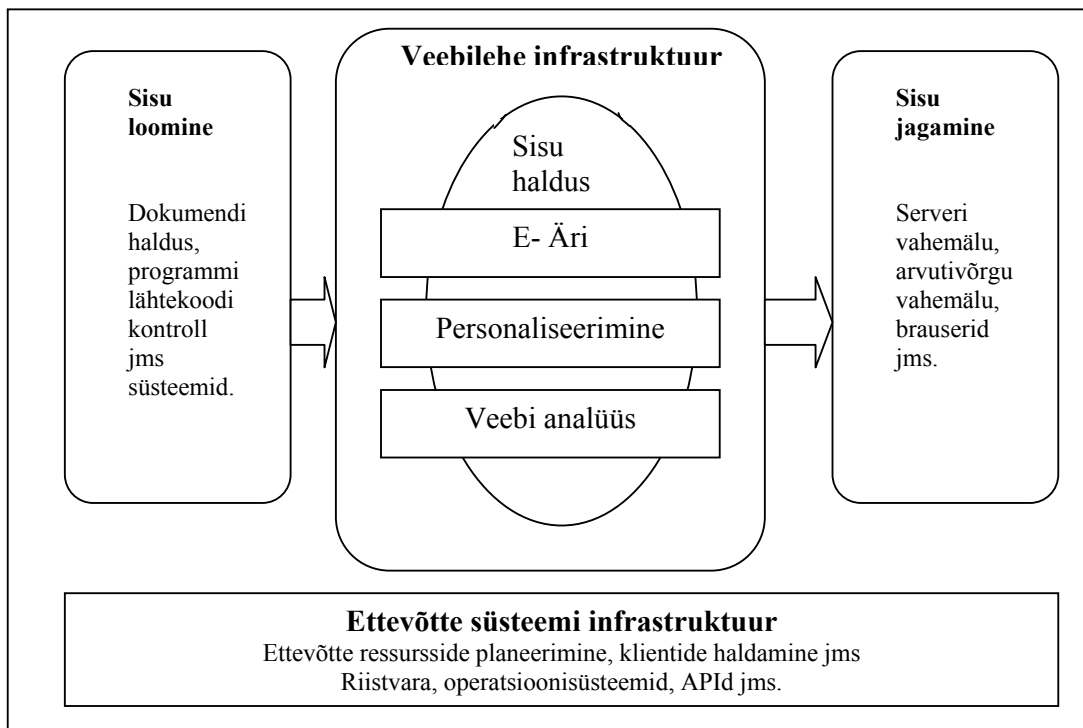 Sisu
loomine
Dokumendi
haldus,
programmi
lähtekoodi
kontroll
jms
süsteemid.
Veebilehe infrastruktuur
Sisu
haldus
E- Äri
Personaliseerimine
Veebi analüüs
Sisu
jagamine
Serveri
vahemälu,
arvutivõrgu
vahemälu,
brauserid
jms.
Ettevõtte süsteemi infrastruktuur
Ettevõtte ressursside planeerimine, klientide haldamine jms
Riistvara, operatsioonisüsteemid, APId jms.